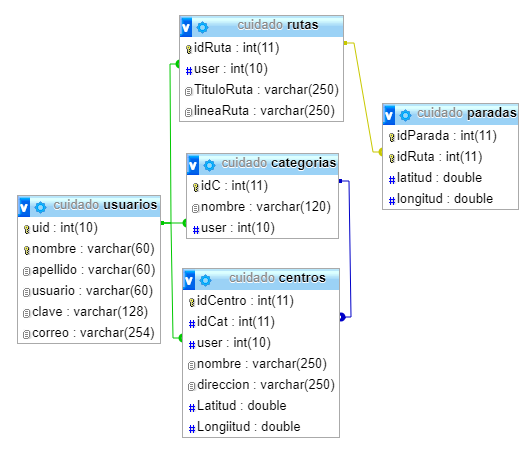 cuidado rutas
idRuta : int(11)
user : int(10)
TituloRuta : varchar(250)
lineaRuta : varchar(250)
cuidado paradas
idParada : int(11)
idRuta : int(11)
latitud : double
longitud : double
cuidado categorias
idC : int(11)
nombre : varchar(120)
user : int(10)
cuidado usuarios
uid : int(10)
nombre : varchar(60)
apellido : varchar(60)
usuario : varchar(60)
clave : varchar(128)
correo : varchar(254)
cuidado centros
idCentro : int(11)
idCat : int(11)
user : int(10)
nombre : varchar(250)
direccion : varchar(250)
Latitud : double
Longiitud : double